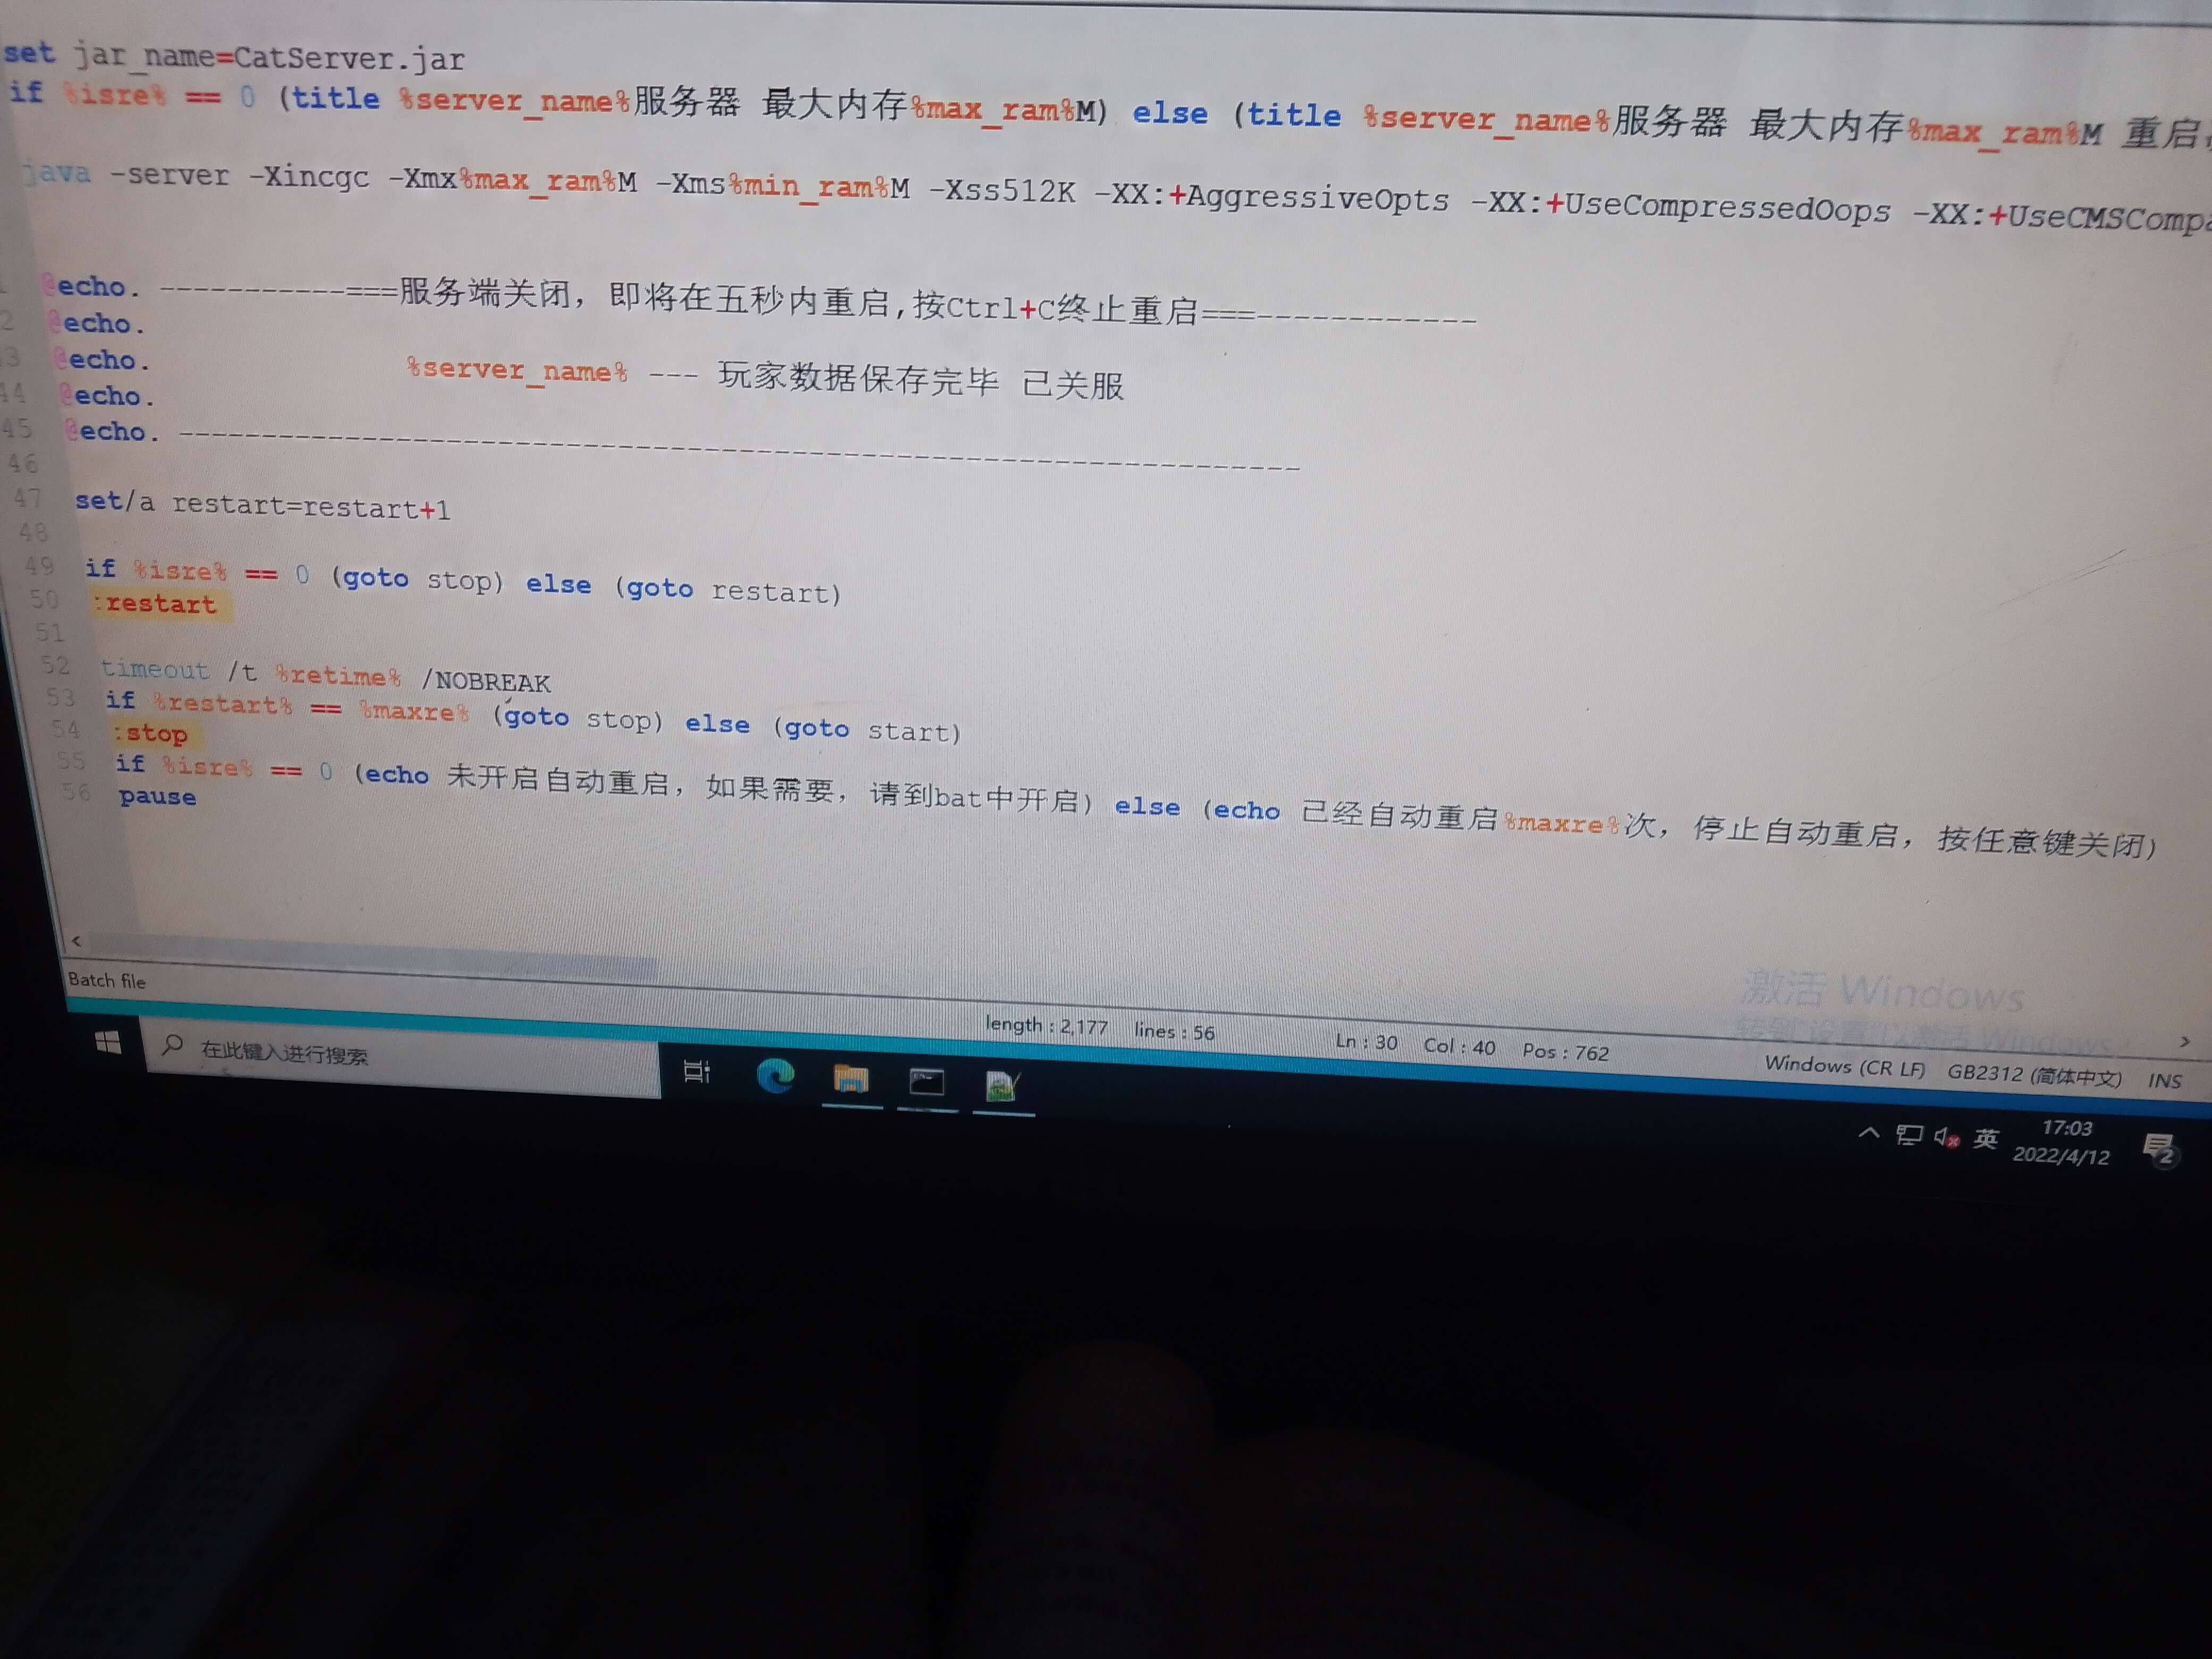 set jar_name=CatServer.jar
if %isre% == 0 (title %server_name%服务器 最大内存%max_ram%M) else (title %server_name%服务器 最大内存%max_ram%M 重启
java -server -Xincgc -Xmx%max_ram%M -Xms%min_ram%M -Xss512K -XX:+AggressiveOpts -XX:+UseCompressedOops -XX:+UseCMSCompa
@echo. -----------===服务端关闭，即将在五秒内重启,按Ctrl+C终止重启===------------
2 @echo.
3 @echo. %server_name% --- 玩家数据保存完毕 已关服
44 @echo.
45 @echo. --------------------------------------------------------------------
46
47 set/a restart=restart+1
48
49 if %isre% == 0 (goto stop) else (goto restart)
50 :restart
51
52 timeout /t %retime% /NOBREAK
53 if %restart% == %maxre% (goto stop) else (goto start)
54 :stop
55 if %isre% == 0 (echo 未开启自动重启，如果需要，请到bat中开启) else (echo 已经自动重启%maxre%次，停止自动重启，按任意键关闭)
56 pause
激活 Windows
转到"设置"以激活 Windows。
Batch file
length : 2,177 lines : 56
Ln : 30 Col : 40 Pos : 762
Windows (CR LF) GB2312 (简体中文) INS
在此键入进行搜索
英
17:03
2022/4/12
2